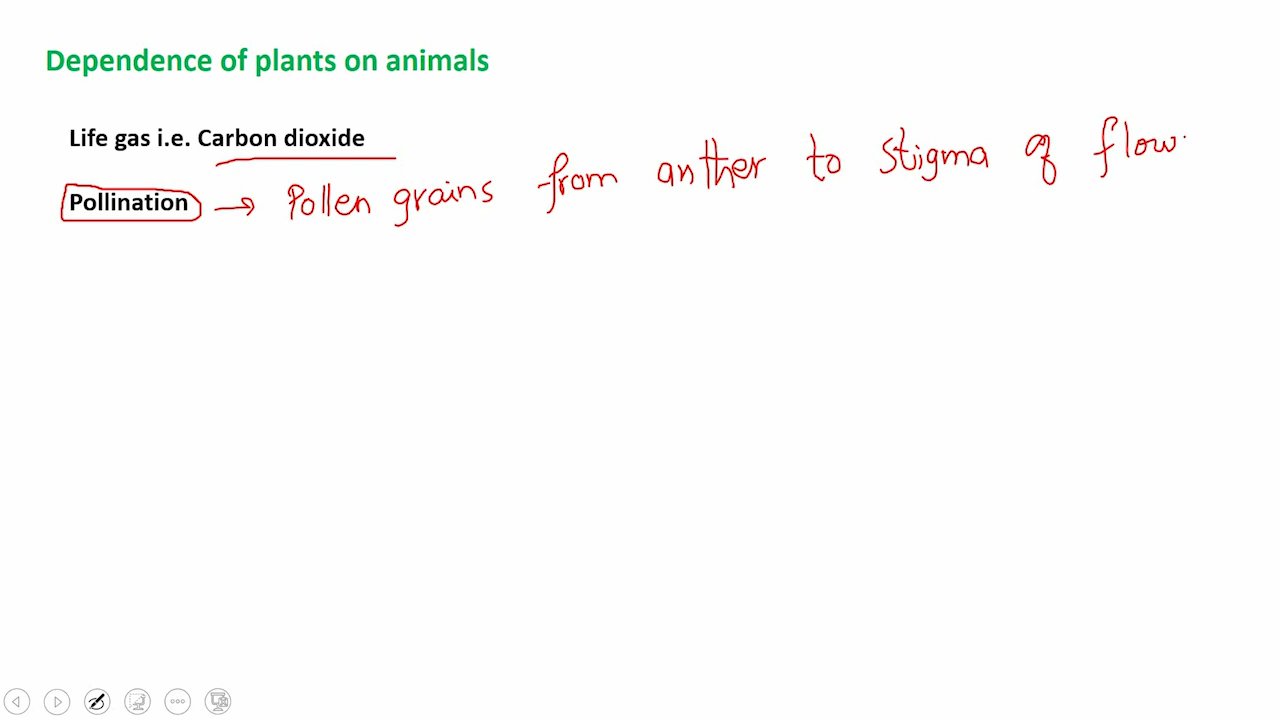 Dependence of plants on animals
Life gas i.e. Carbon dioxide
Pollination → Pollen grains from anther to stigma of flow